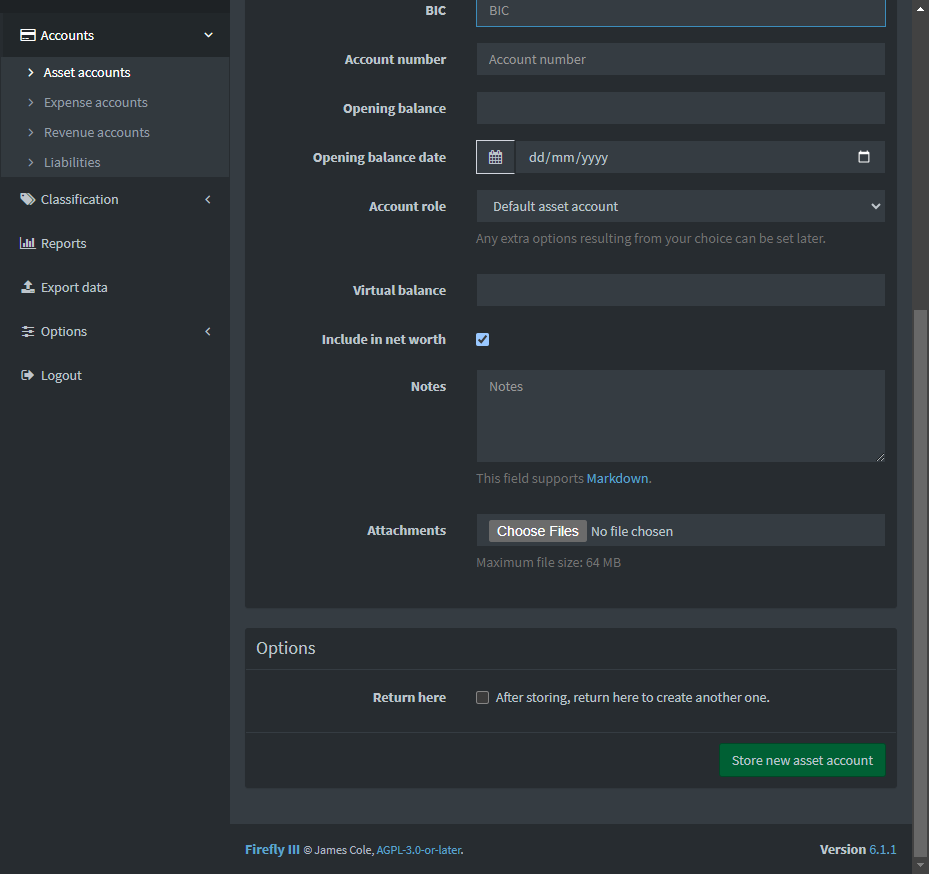 Accounts
Asset accounts
Expense accounts
Revenue accounts
Liabilities
Classification
Reports
Export data
Options
Logout
BIC BIC
Account number Account number
Opening balance
Opening balance date dd/mm/yyyy
Account role Default asset account
Any extra options resulting from your choice can be set later.
Virtual balance
Include in net worth
Notes Notes
This field supports Markdown.
Attachments Choose Files No file chosen
Maximum file size: 64 MB
Options
Return here After storing, return here to create another one.
Store new asset account
Firefly III © James Cole, AGPL-3.0-or-later. Version 6.1.1